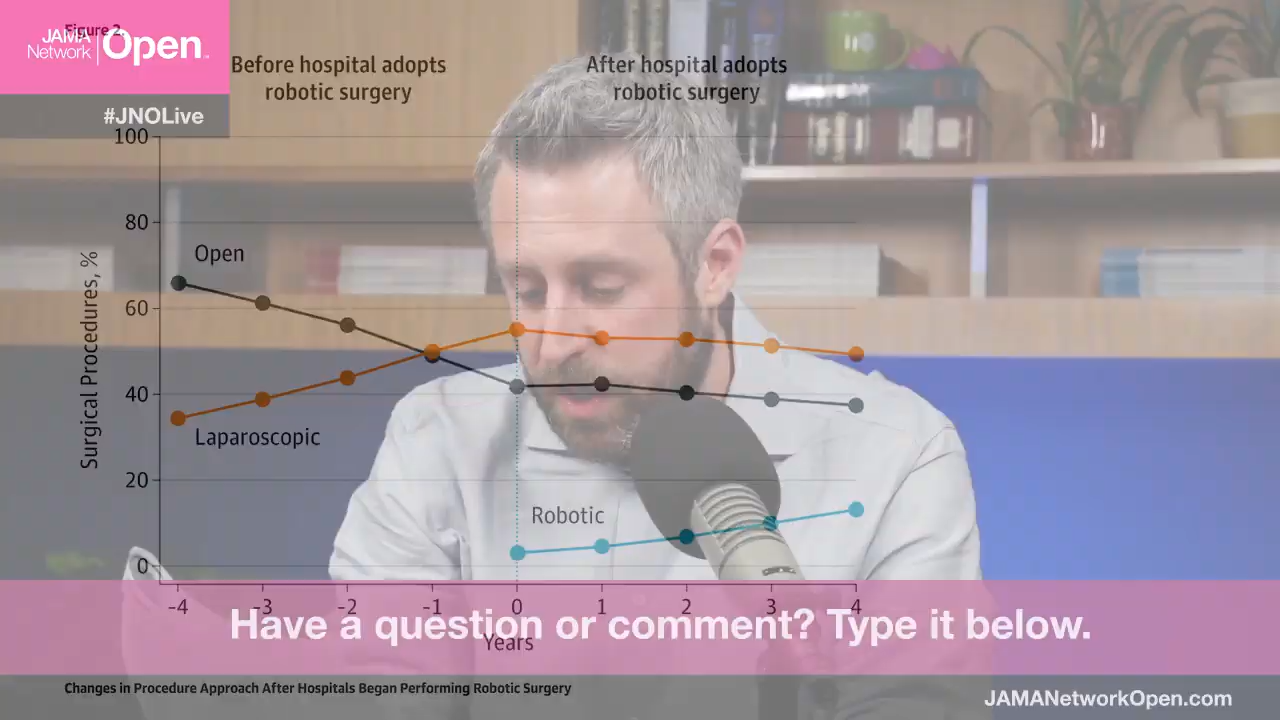 Figure 2.
JAMA
Network
Open
#JNOLive
Before hospital adopts
robotic surgery
After hospital adopts
robotic surgery
100
80
60
40
20
0
Surgical Procedures, %
Open
Laparoscopic
Robotic
-4
-3
-2
-1
0
1
2
3
4
Years
Have a question or comment? Type it below.
Changes in Procedure Approach After Hospitals Began Performing Robotic Surgery
JAMANetworkOpen.com